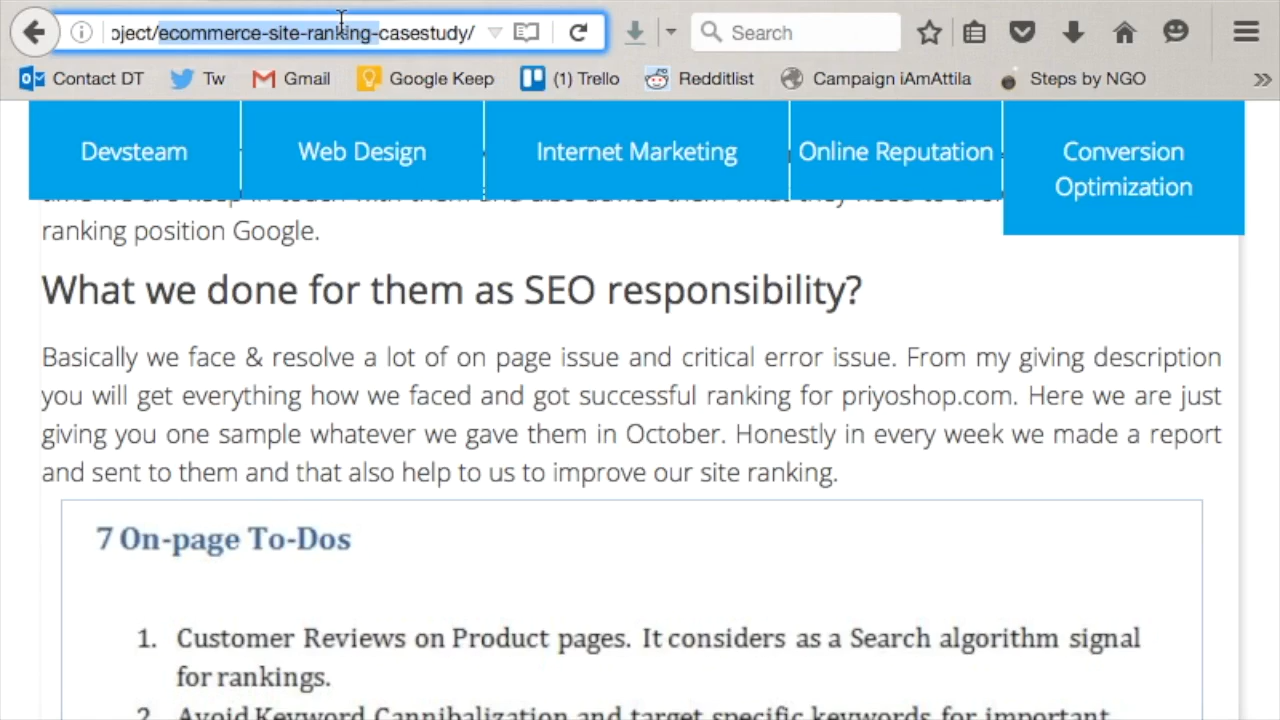 oject/ecommerce-site-ranking-casestudy/
Search
Contact DT Tw Gmail Google Keep (1) Trello Redditlist Campaign iAmAttila Steps by NGO
Devsteam Web Design Internet Marketing Online Reputation Conversion
Optimization
ranking position Google.
What we done for them as SEO responsibility?
Basically we face & resolve a lot of on page issue and critical error issue. From my giving description
you will get everything how we faced and got successful ranking for priyoshop.com. Here we are just
giving you one sample whatever we gave them in October. Honestly in every week we made a report
and sent to them and that also help to us to improve our site ranking.
7 On-page To-Dos
1. Customer Reviews on Product pages. It considers as a Search algorithm signal
for rankings.
2. Avoid Keyword Cannibalization and target specific keywords for important